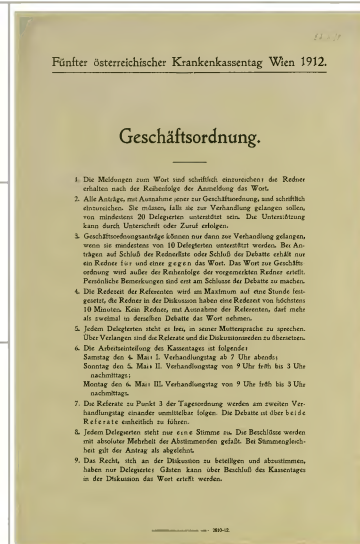 Fünfter österreichischer Krankenkassentag Wien 1912.
Geschäftsordnung.
1. Die Meldungen zum Wort sind schriftlich einzureichen; die Redner
erhalten nach der Reihenfolge der Anmeldung das Wort.
2. Alle Anträge, mit Ausnahme jener zur Geschäftsordnung, sind schriftlich
einzureichen. Sie müssen, falls sie zur Verhandlung gelangen sollen,
von mindestens 20 Delegierten unterstützt sein. Die Unterstützung
kann durch Unterschrift oder Zuruf erfolgen.
3. Geschäftsordnungsanträge können nur dann zur Verhandlung gelangen,
wenn sie mindestens von 10 Delegierten unterstützt werden. Bei An-
trägen auf Schluß der Rednerliste oder Schluß der Debatte erhält nur
ein Redner für und einer gegen das Wort. Das Wort zur Geschäfts-
ordnung wird außer der Reihenfolge der vorgemerkten Redner erteilt.
Persönliche Bemerkungen sind erst am Schlusse der Debatte zu machen.
4. Die Redezeit der Referenten wird im Maximum auf eine Stunde fest-
gesetzt, die Redner in der Diskussion haben eine Redezeit von höchstens
10 Minuten. Kein Redner, mit Ausnahme der Referenten, darf mehr
als zweimal in derselben Debatte das Wort nehmen.
5. Jedem Delegierten steht es frei, in seiner Muttersprache zu sprechen.
Über Verlangen sind die Referate und die Diskussionsreden zu übersetzen.
6. Die Arbeitseinteilung des Kassentages ist folgende:
Samstag den 4. Mai: I. Verhandlungstag ab 7 Uhr abends;
Sonntag den 5. Mai: II. Verhandlungstag von 9 Uhr früh bis 3 Uhr
nachmittags;
Montag den 6. Mai: III. Verhandlungstag von 9 Uhr früh bis 3 Uhr
nachmittags.
7. Die Referate zu Punkt 3 der Tagesordnung werden am zweiten Ver-
handlungstag einander unmittelbar folgen. Die Debatte ist über beide
Referate einheitlich zu führen.
8. Jedem Delegierten steht nur eine Stimme zu. Die Beschlüsse werden
mit absoluter Mehrheit der Abstimmenden gefaßt. Bei Stimmengleich-
heit gilt der Antrag als abgelehnt.
9. Das Recht, sich an der Diskussion zu beteiligen und abzustimmen,
haben nur Delegierte; Gästen kann über Beschluß des Kassentages
in der Diskussion das Wort erteilt werden.